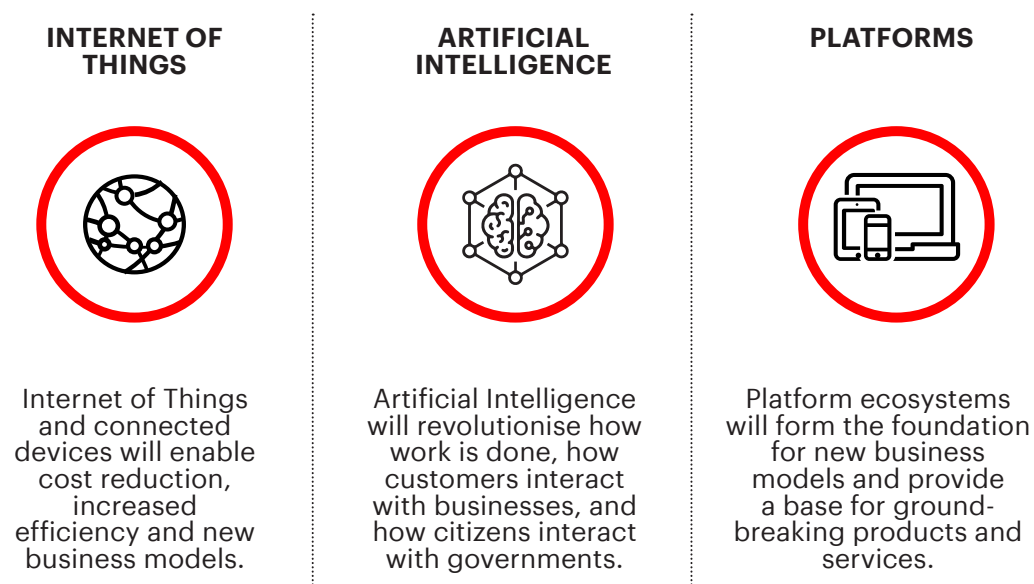 INTERNET OF
THINGS
Internet of Things
and connected
devices will enable
cost reduction,
increased
efficiency and new
business models.
ARTIFICIAL
INTELLIGENCE
Artificial Intelligence
will revolutionise how
work is done, how
customers interact
with businesses, and
how citizens interact
with governments.
PLATFORMS
Platform ecosystems
will form the foundation
for new business
models and provide
a base for ground-
breaking products and
services.